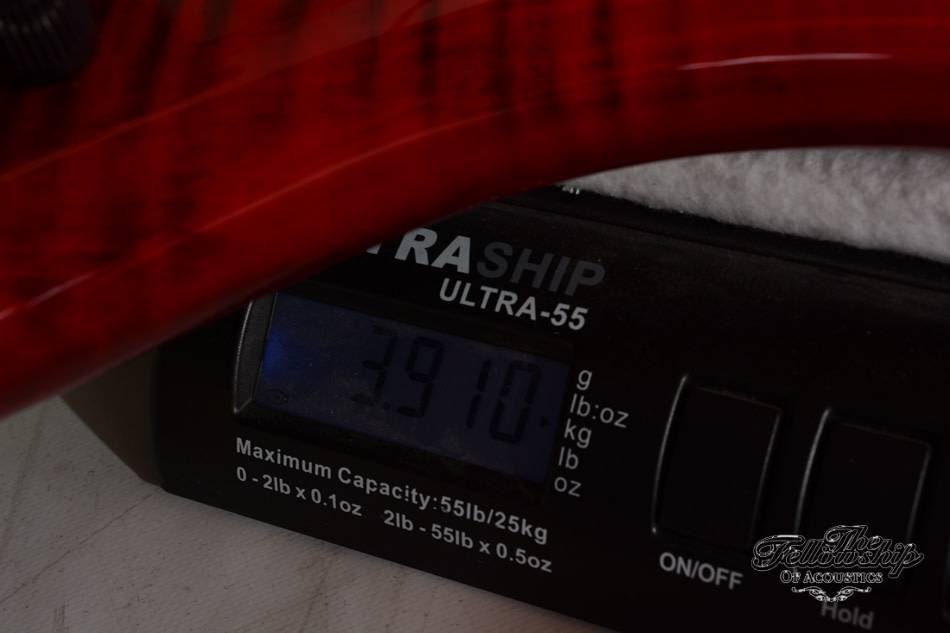 TRASHIP
ULTRA-55
3.910
g
lb:oz
kg
lb
oz
Maximum Capacity:55lb/25kg
0 - 2lb x 0.1oz 2lb - 55lb x 0.5oz
ON/OFF
Hold
The
Fellowship
OF ACOUSTICS